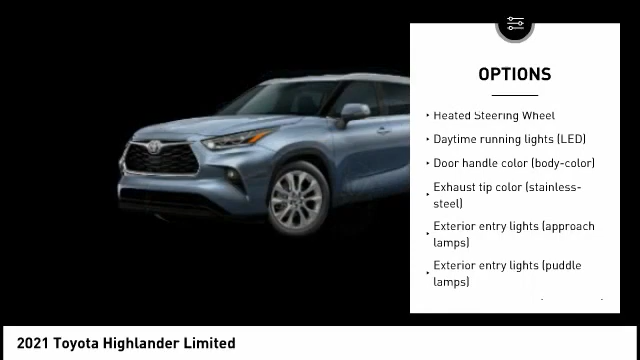 OPTIONS
Heated Steering Wheel
Daytime running lights (LED)
Door handle color (body-color)
Exhaust tip color (stainless-
steel)
Exterior entry lights (approach
lamps)
Exterior entry lights (puddle
lamps)
2021 Toyota Highlander Limited